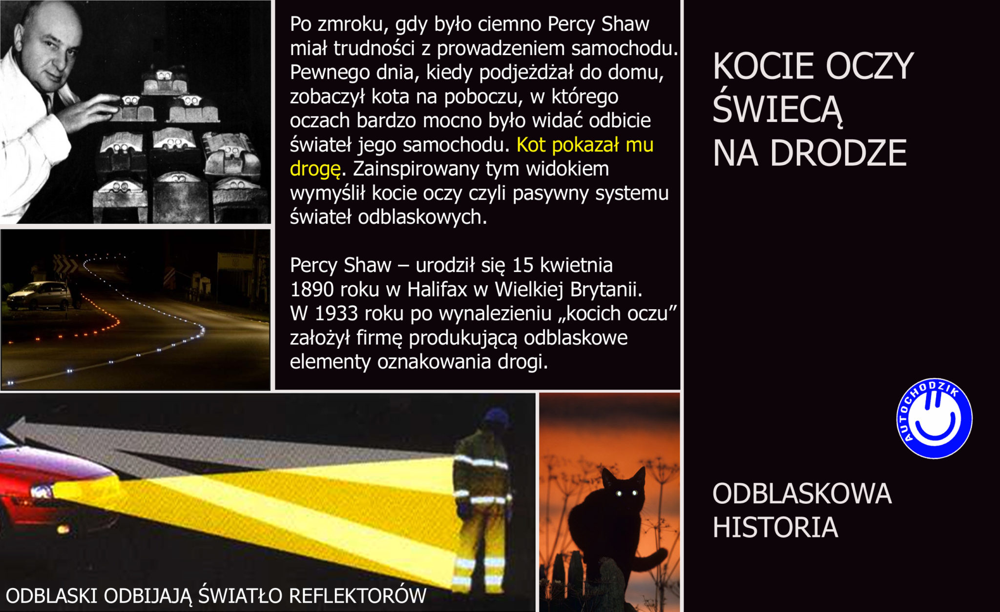 Po zmroku, gdy było ciemno Percy Shaw
miał trudności z prowadzeniem samochodu.
Pewnego dnia, kiedy podjeżdżał do domu,
zobaczył kota na poboczu, w którego
oczach bardzo mocno było widać odbicie
świateł jego samochodu. Kot pokazał mu
drogę. Zainspirowany tym widokiem
wymyślił kocie oczy czyli pasywny systemu
świateł odblaskowych.
Percy Shaw – urodził się 15 kwietnia
1890 roku w Halifax w Wielkiej Brytanii.
W 1933 roku po wynalezieniu „kocich oczu”
założył firmę produkującą odblaskowe
elementy oznakowania drogi.
KOCIE OCZY
ŚWIECĄ
NA DRODZE
AUTOCHODZIK
ODBLASKOWA
HISTORIA
ODBLASKI ODBIJAJĄ ŚWIATŁO REFLEKTORÓW